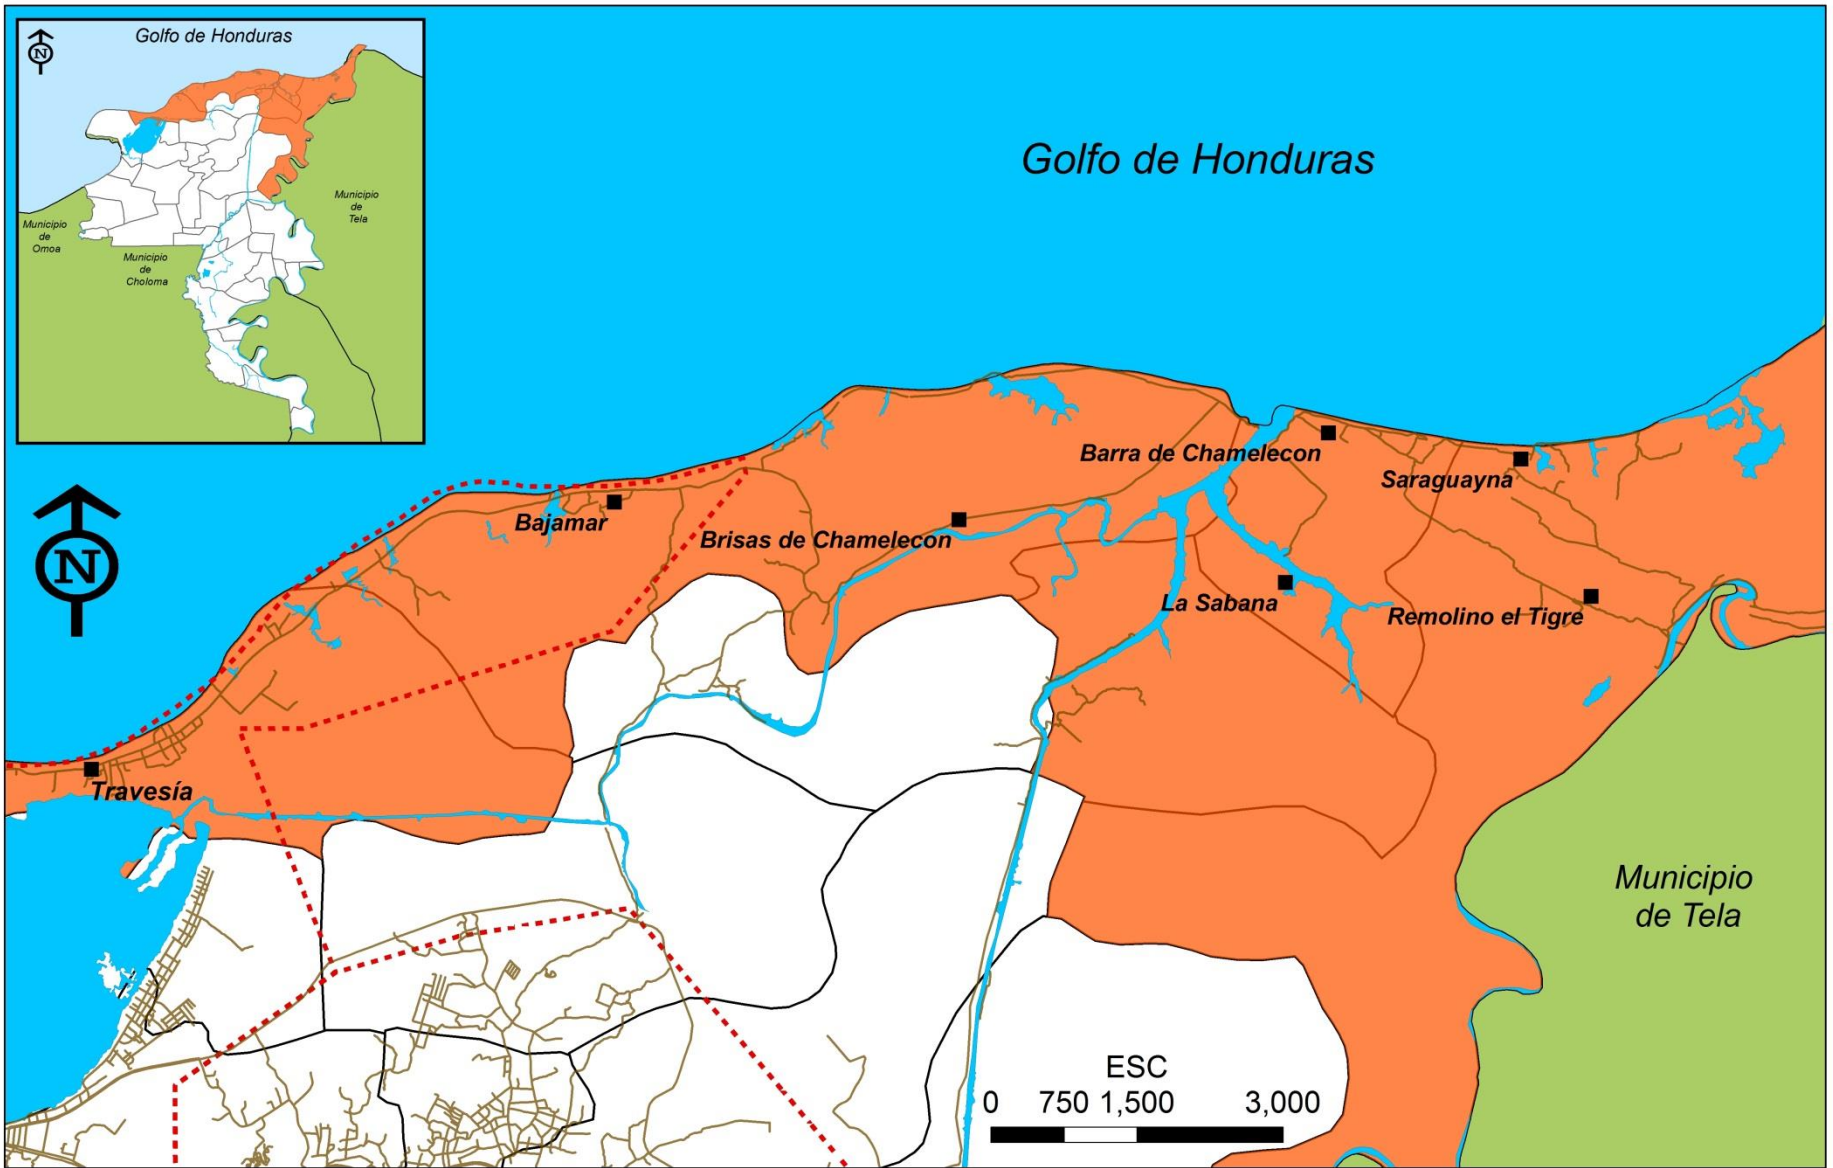 Golfo de Honduras
N
Municipio
de
Tela
Municipio
de
Omoa
Municipio
de
Choloma
Golfo de Honduras
N
Barra de Chamelecon
Saraguayna
Bajamar
Brisas de Chamelecon
La Sabana
Remolino el Tigre
Travesía
Municipio
de Tela
ESC
0 750 1,500 3,000